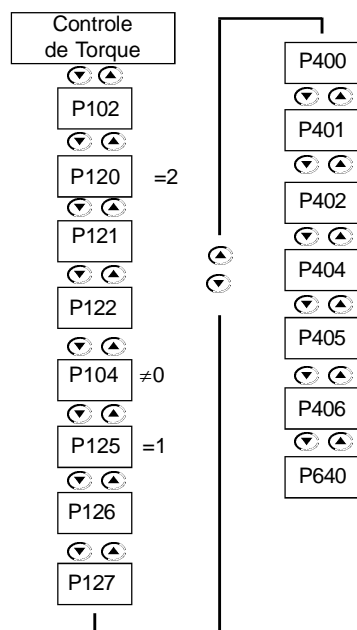 Controle
de Torque
P102
P120 =2
P121
P122
P104 ≠0
P125 =1
P126
P127
P400
P401
P402
P404
P405
P406
P640